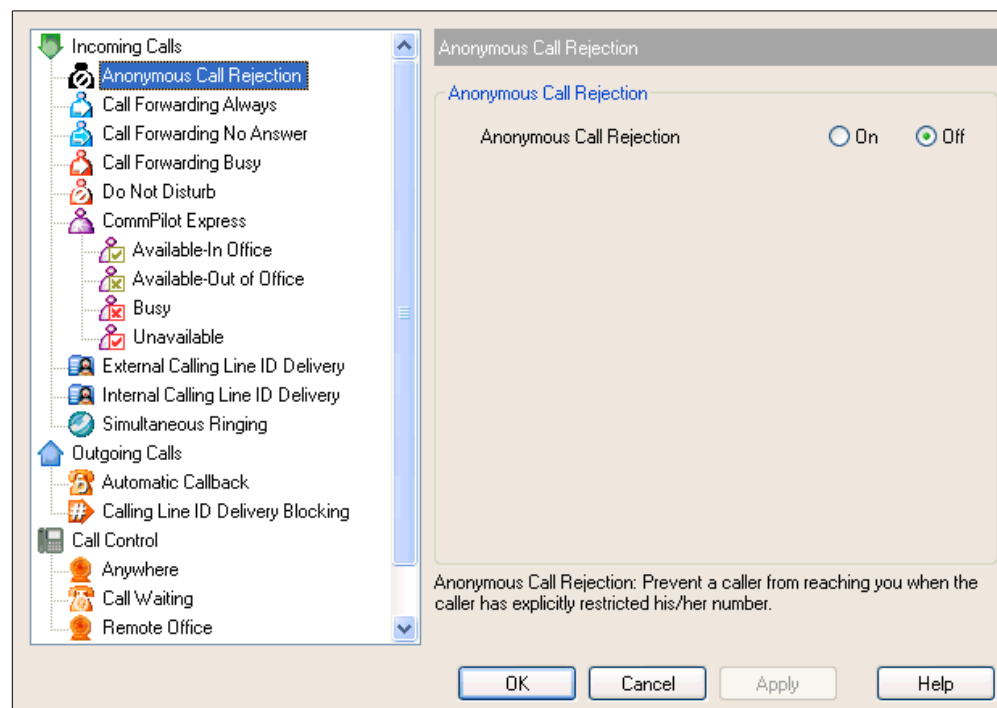 Incoming Calls
Anonymous Call Rejection
Call Forwarding Always
Call Forwarding No Answer
Call Forwarding Busy
Do Not Disturb
CommPilot Express
Available-In Office
Available-Out of Office
Busy
Unavailable
External Calling Line ID Delivery
Internal Calling Line ID Delivery
Simultaneous Ringing
Outgoing Calls
Automatic Callback
Calling Line ID Delivery Blocking
Call Control
Anywhere
Call Waiting
Remote Office
Anonymous Call Rejection
Anonymous Call Rejection
Anonymous Call Rejection On Off
Anonymous Call Rejection: Prevent a caller from reaching you when the
caller has explicitly restricted his/her number.
OK Cancel Apply Help